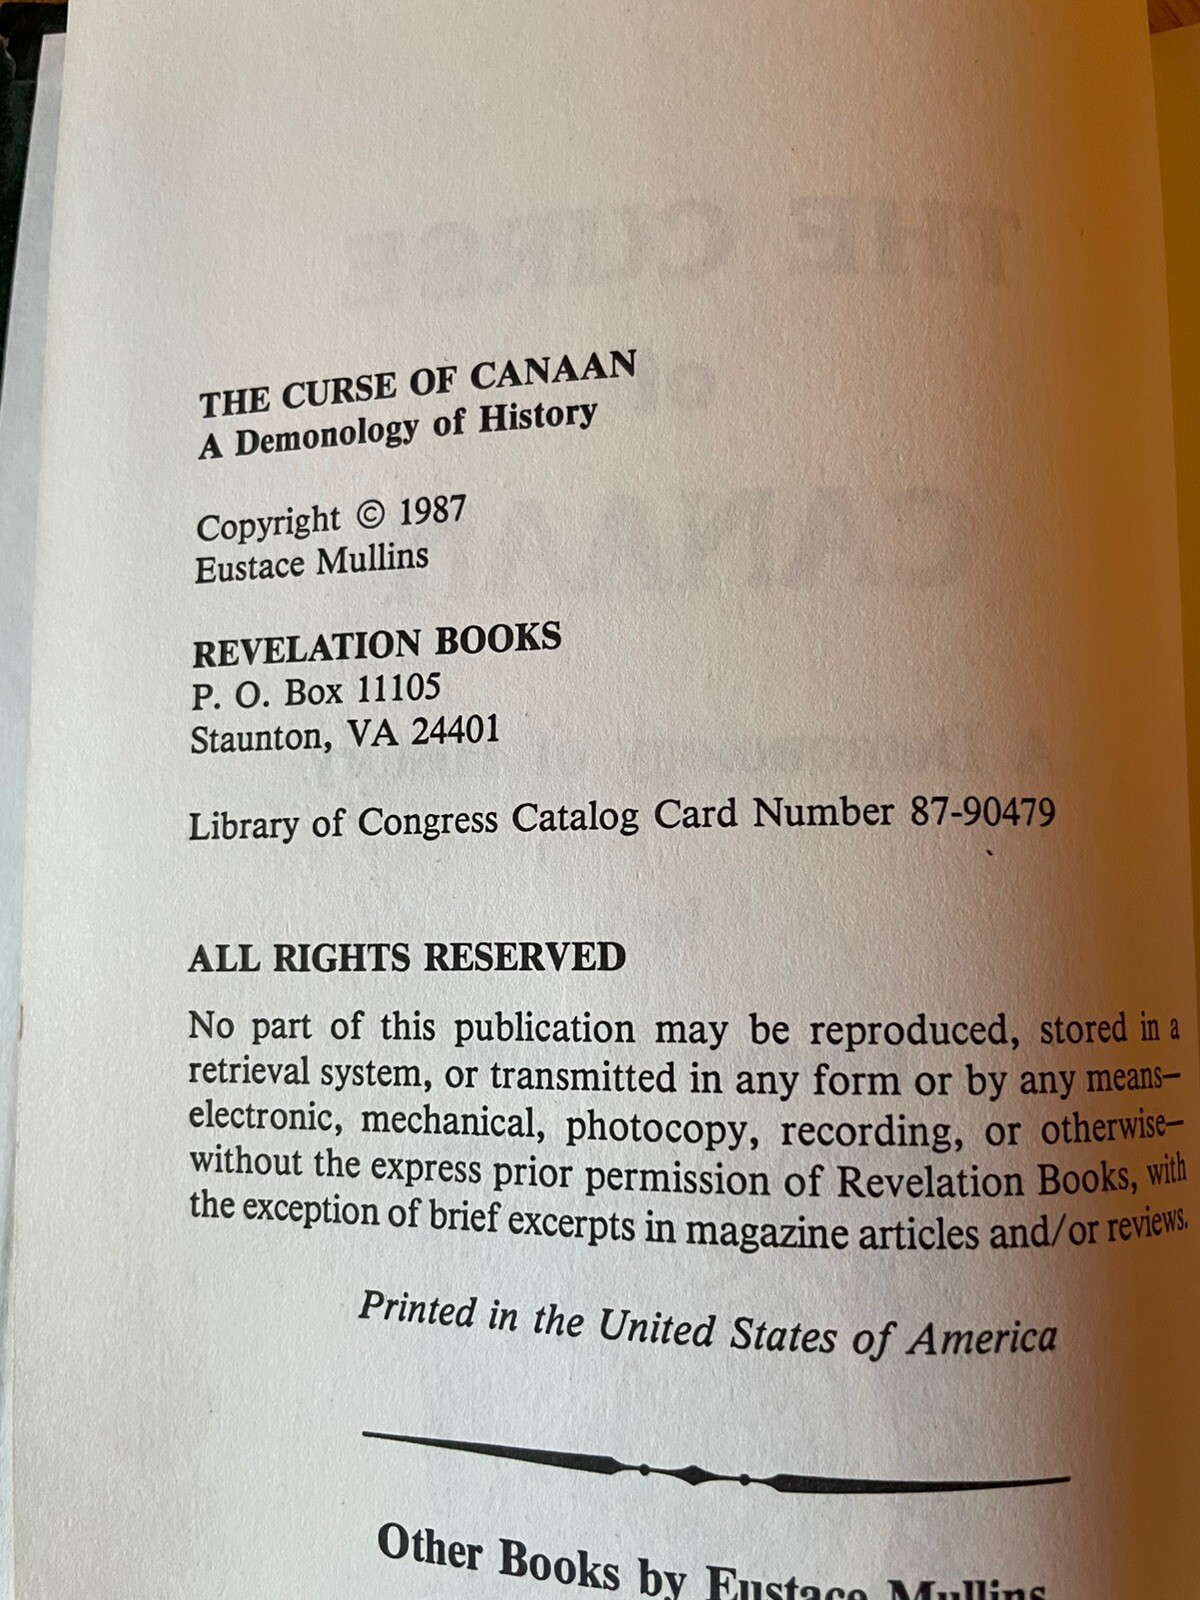 THE CURSE OF CANAAN
A Demonology of History
Copyright © 1987
Eustace Mullins
REVELATION BOOKS
P. O. Box 11105
Staunton, VA 24401
Library of Congress Catalog Card Number 87-90479
ALL RIGHTS RESERVED
No part of this publication may be reproduced, stored in a
retrieval system, or transmitted in any form or by any means–
electronic, mechanical, photocopy, recording, or otherwise–
without the express prior permission of Revelation Books, with
the exception of brief excerpts in magazine articles and/or reviews.
Printed in the United States of America
Other Books by Eustace Mullins